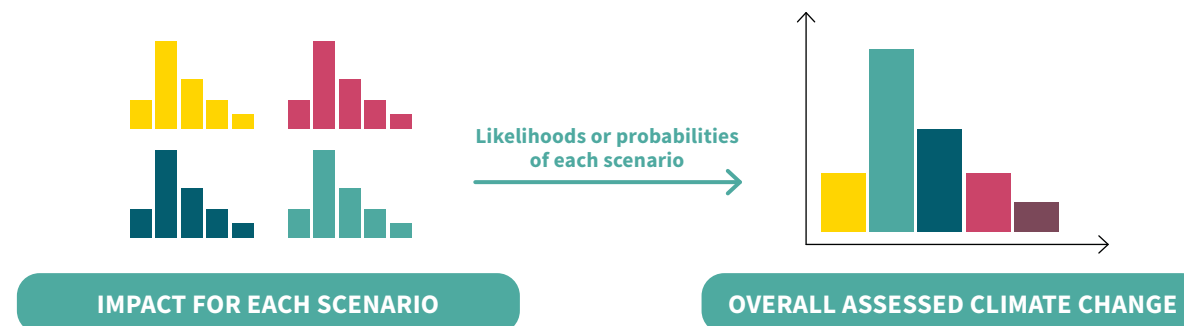 Likelihoods or probabilities
of each scenario
IMPACT FOR EACH SCENARIO
OVERALL ASSESSED CLIMATE CHANGE